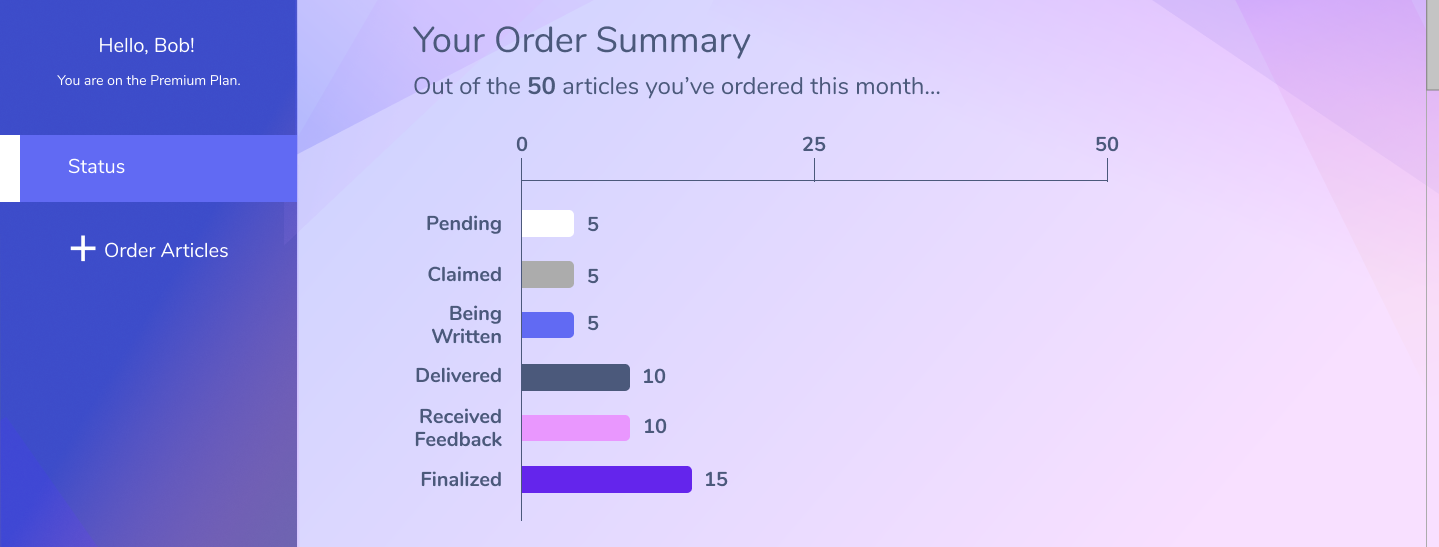 Hello, Bob!
You are on the Premium Plan.
Status
Order Articles
Your Order Summary
Out of the 50 articles you’ve ordered this month...
0 25 50
Pending 5
Claimed 5
Being
Written 5
Delivered 10
Received
Feedback 10
Finalized 15